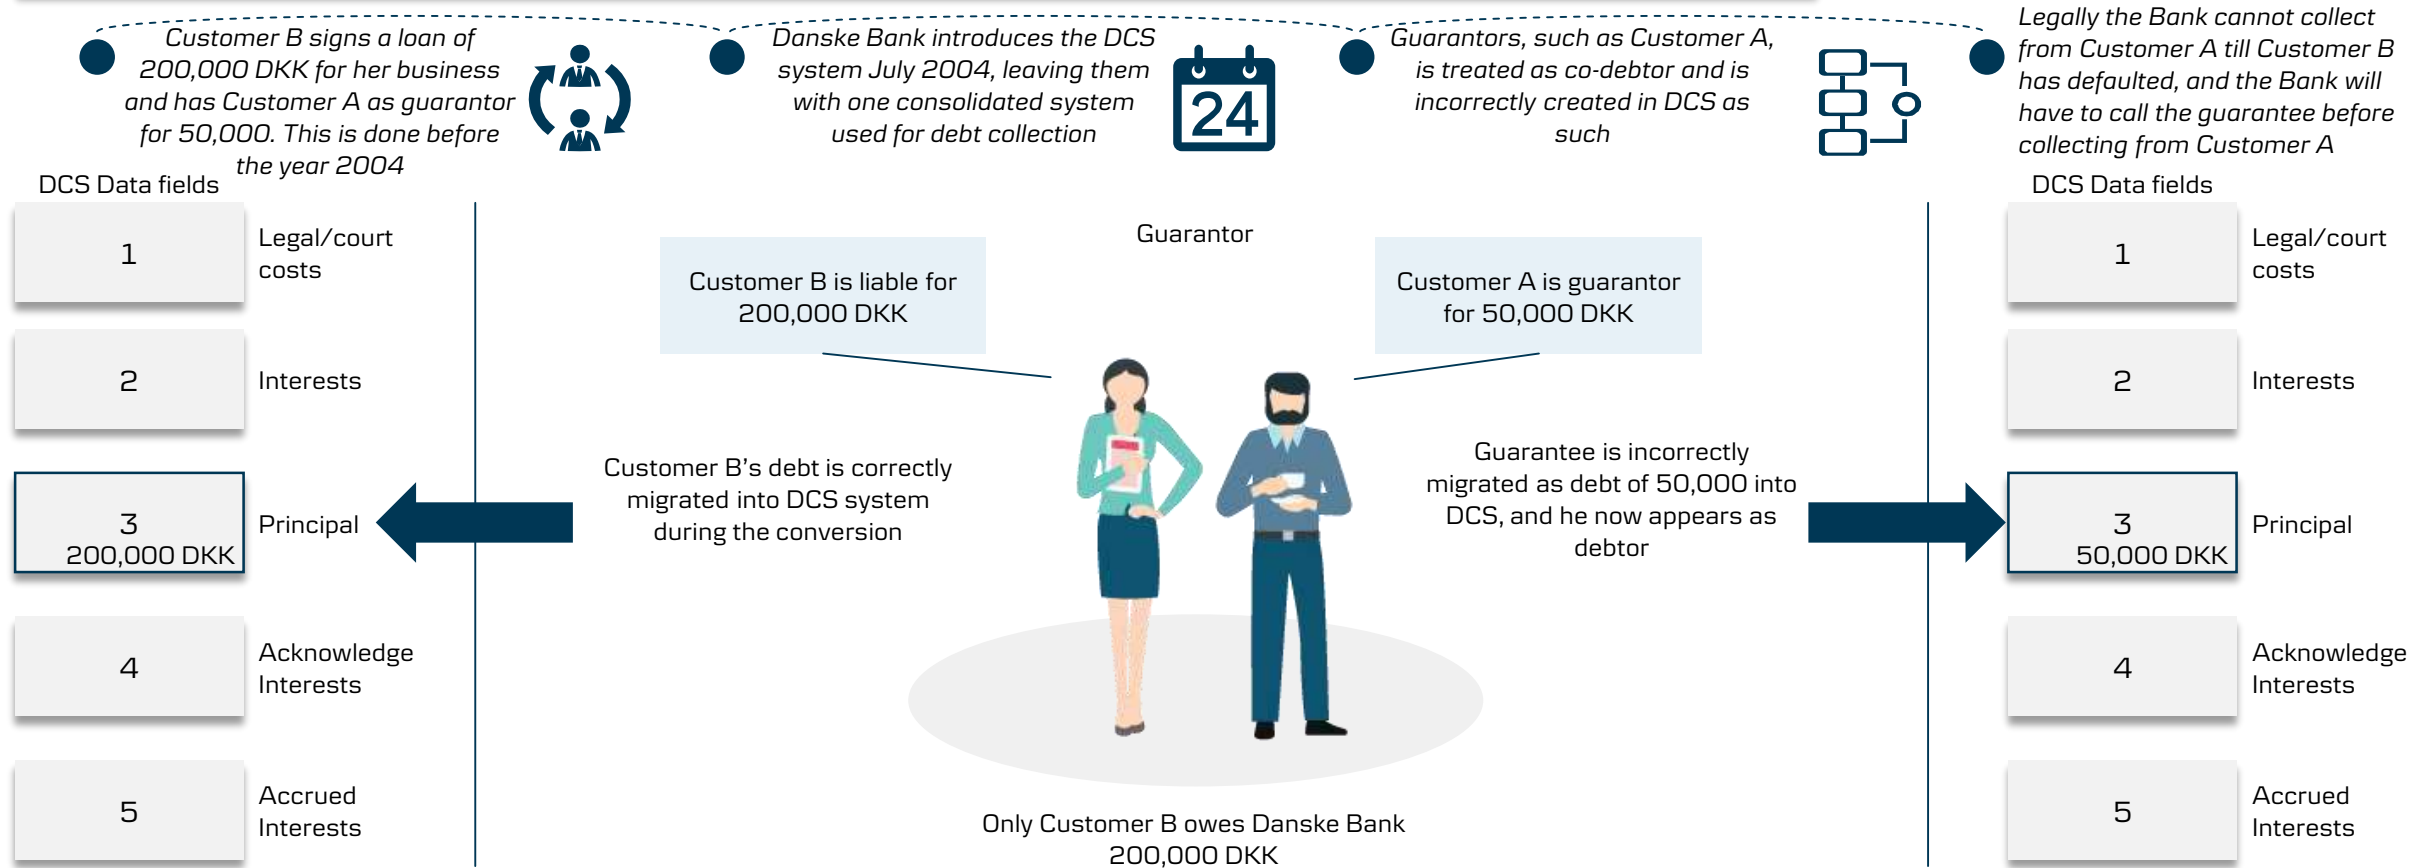 Customer B signs a loan of
200,000 DKK for her business
and has Customer A as guarantor
for 50,000. This is done before
the year 2004
Danske Bank introduces the DCS
system July 2004, leaving them
with one consolidated system
used for debt collection
24
Guarantors, such as Customer A,
is treated as co-debtor and is
incorrectly created in DCS as
such
Legally the Bank cannot collect
from Customer A till Customer B
has defaulted, and the Bank will
have to call the guarantee before
collecting from Customer A
DCS Data fields
1
Legal/court
costs
2
Interests
3
200,000 DKK
Principal
4
Acknowledge
Interests
5
Accrued
Interests
Guarantor
Customer B is liable for
200,000 DKK
Customer A is guarantor
for 50,000 DKK
Customer B's debt is correctly
migrated into DCS system
during the conversion
Guarantee is incorrectly
migrated as debt of 50,000 into
DCS, and he now appears as
debtor
Only Customer B owes Danske Bank
200,000 DKK
DCS Data fields
1
Legal/court
costs
2
Interests
3
50,000 DKK
Principal
4
Acknowledge
Interests
5
Accrued
Interests